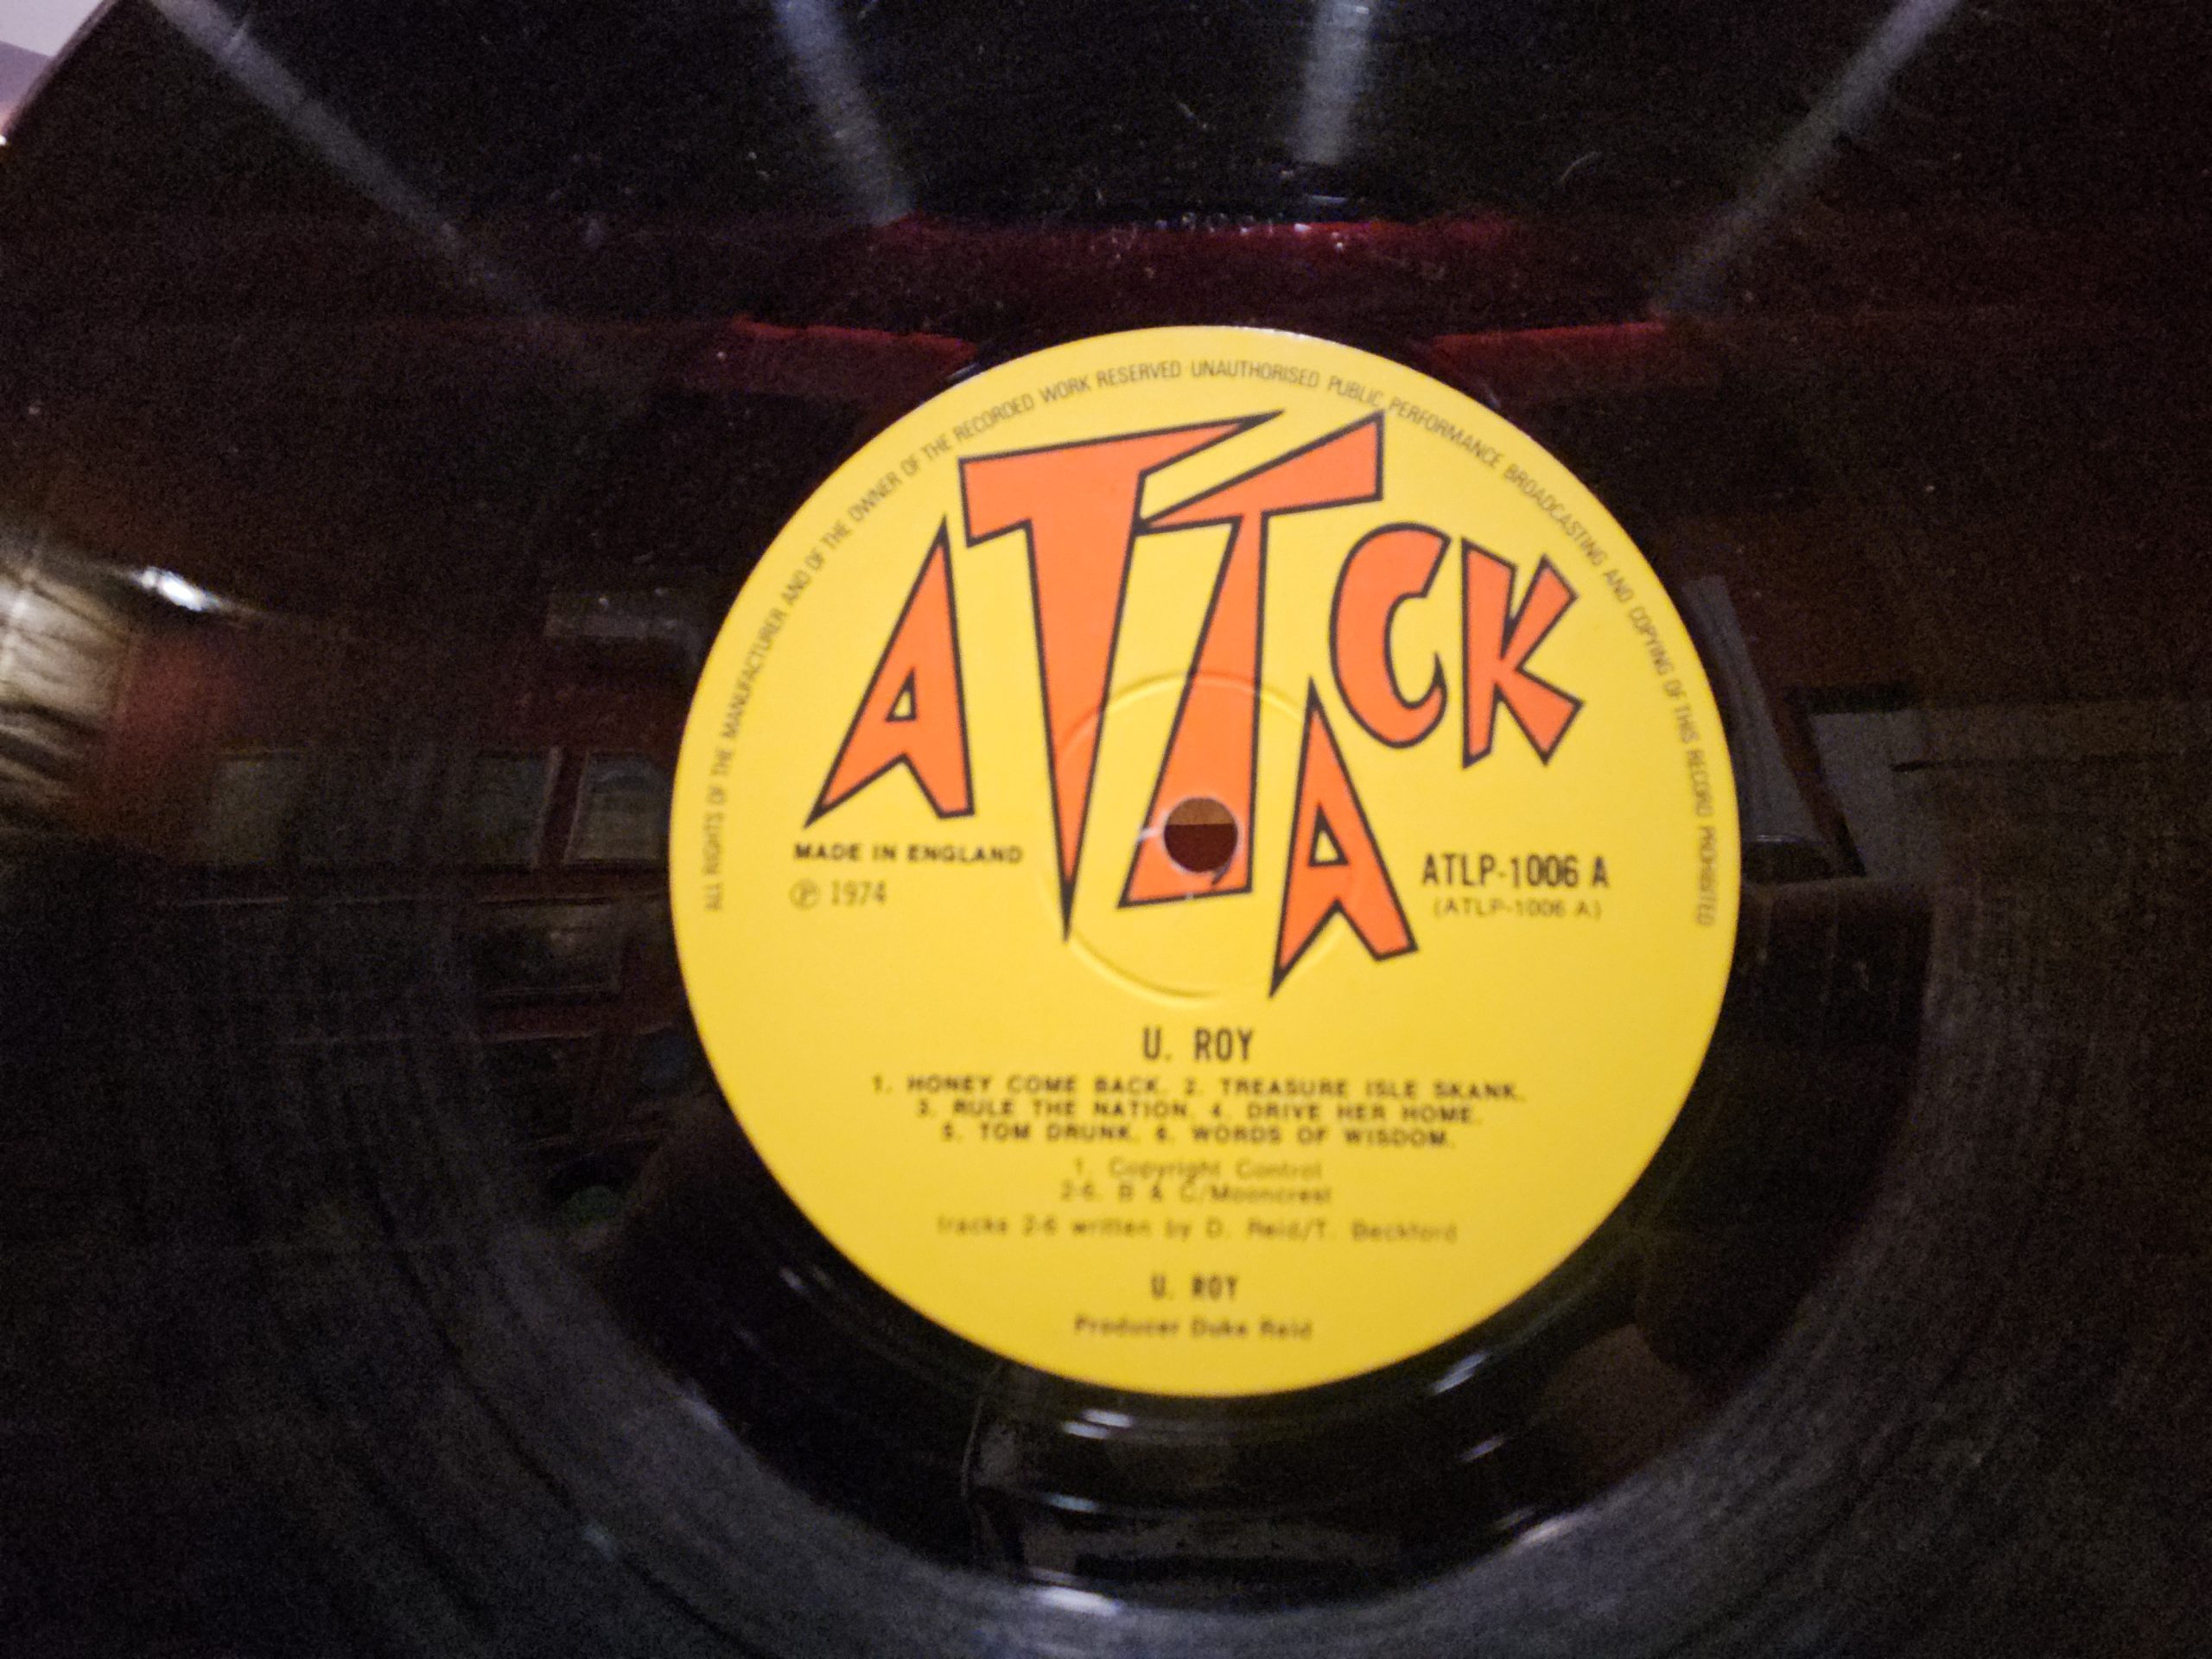 ALL RIGHTS OF THE MANUFACTURER AND OF THE OWNER OF THE RECORDED WORK RESERVED UNAUTHORISED PUBLIC PERFORMANCE BROADCASTING AND COPYING OF THIS RECORD PROHIBITED
ATTACK
MADE IN ENGLAND
℗ 1974
ATLP-1006 A
(ATLP-1006 A)
U. ROY
1. HONEY COME BACK. 2. TREASURE ISLE SKANK.
3. RULE THE NATION. 4. DRIVE HER HOME.
5. TOM DRUNK. 6. WORDS OF WISDOM.
1. Copyright Control
2-6. B & C/Mooncrest
tracks 2-6 written by D. Reid/T. Beckford
U. ROY
Producer Duke Reid